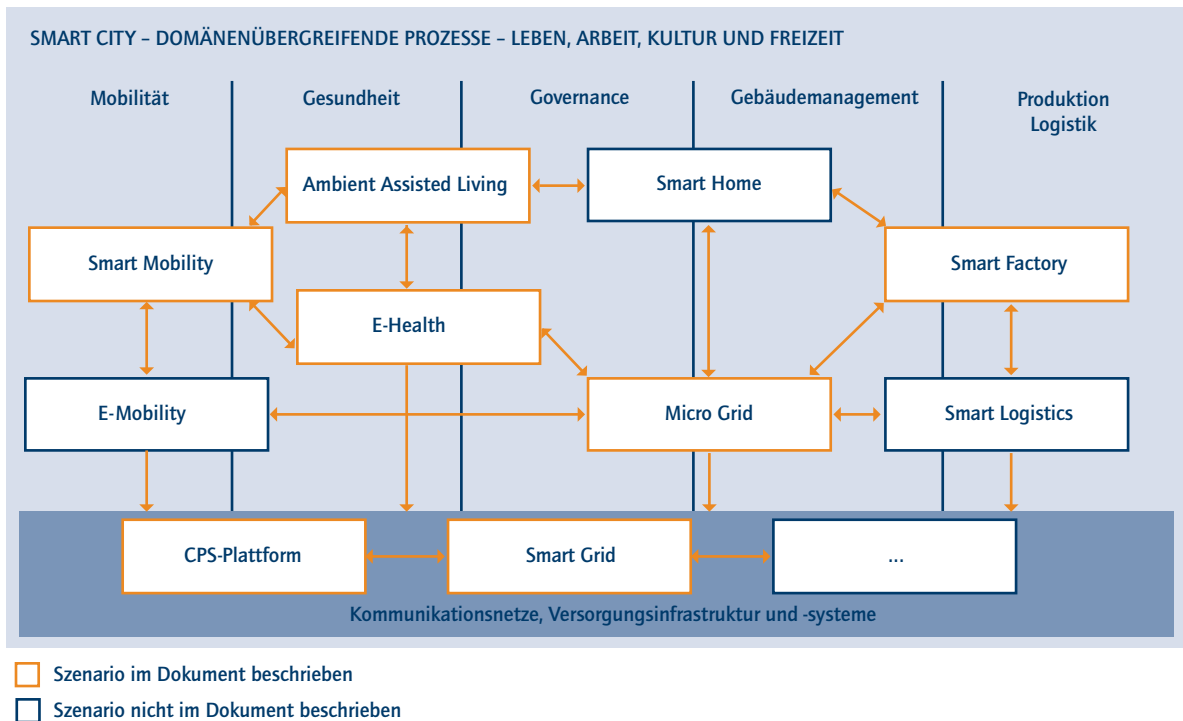 SMART CITY – DOMÄNENÜBERGREIFENDE PROZESSE – LEBEN, ARBEIT, KULTUR UND FREIZEIT
Mobilität
Gesundheit
Governance
Gebäudemanagement
Produktion
Logistik
Ambient Assisted Living
Smart Home
Smart Mobility
Smart Factory
E-Health
E-Mobility
Micro Grid
Smart Logistics
CPS-Plattform
Smart Grid
...
Kommunikationsnetze, Versorgungsinfrastruktur und -systeme
Szenario im Dokument beschrieben
Szenario nicht im Dokument beschrieben